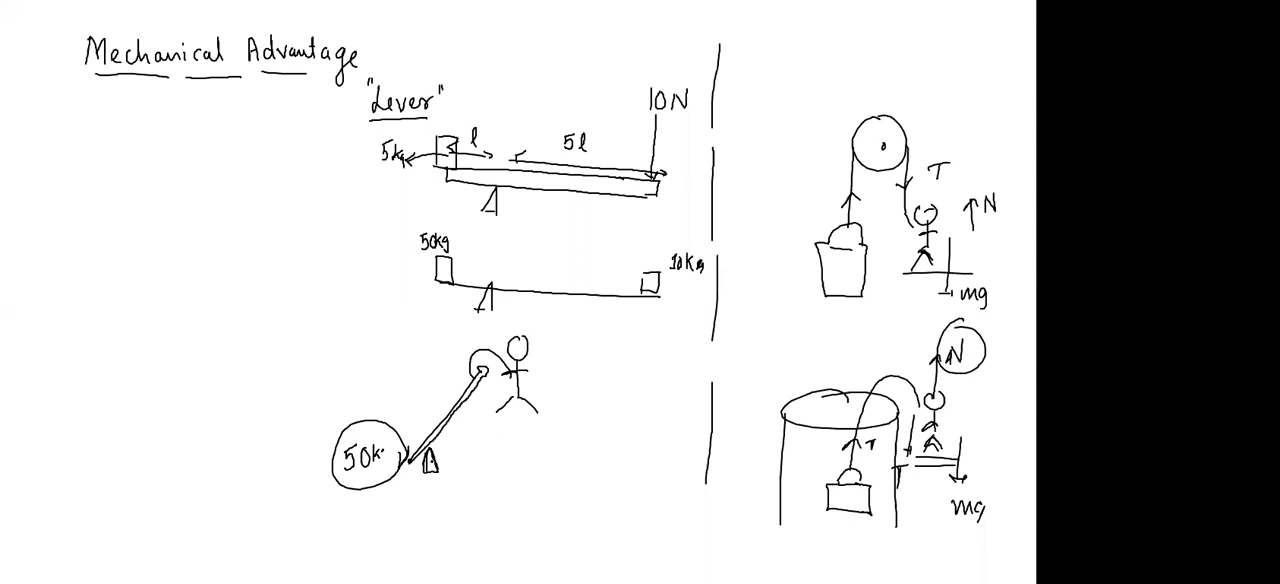 Mechanical Advantage
"Lever"
10N
5kg
l
5l
50kg
10kg
50k
T
N
mg
N
T
T
mg